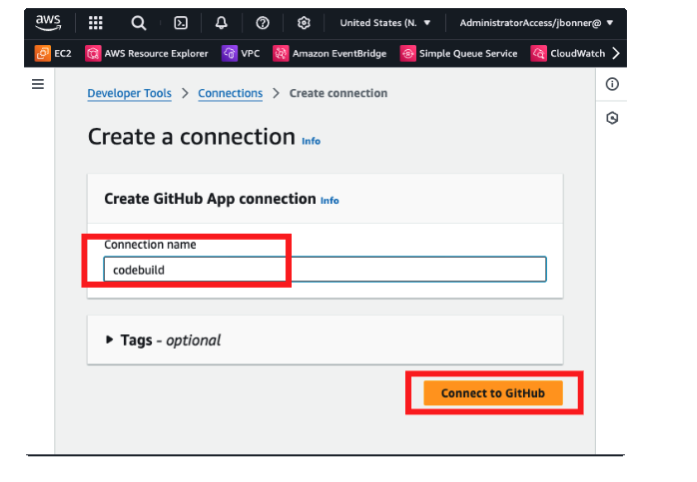 aws United States (N. ▼ AdministratorAccess/jbonner@ ▼
EC2 AWS Resource Explorer VPC Amazon EventBridge Simple Queue Service CloudWatch
Developer Tools > Connections > Create connection
Create a connection Info
Create GitHub App connection Info
Connection name
codebuild
Tags - optional
Connect to GitHub